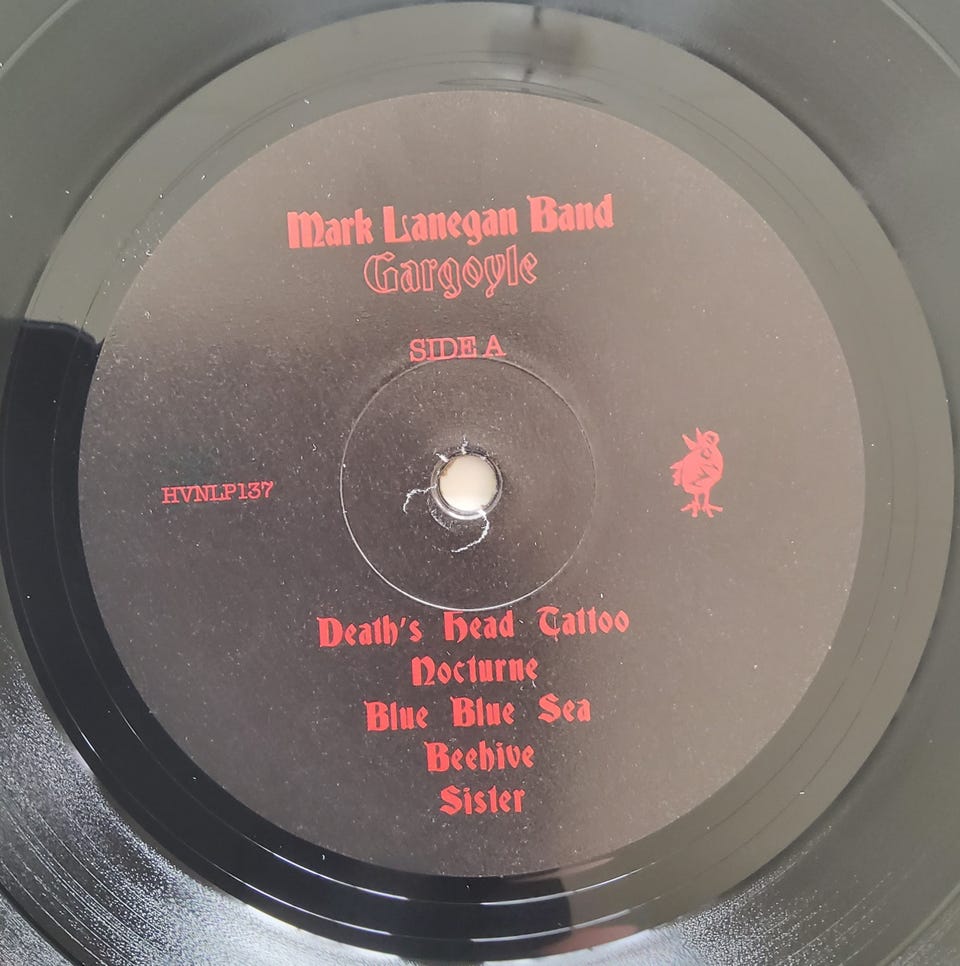 Mark Lanegan Band
Gargoyle
SIDE A
HVNLP137
Death's Head Tattoo
Nocturne
Blue Blue Sea
Beehive
Sister